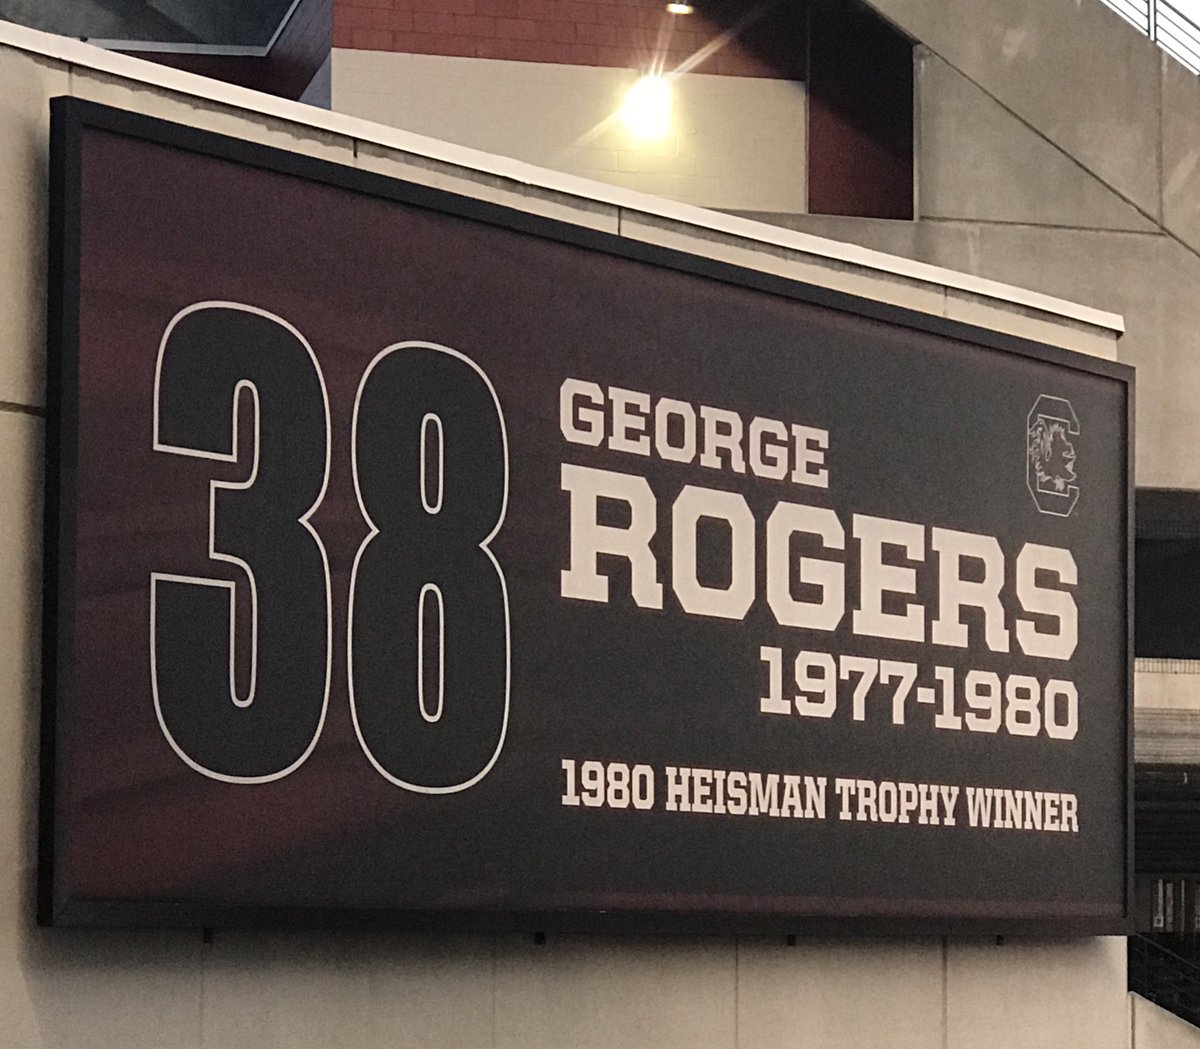 38
GEORGE
ROGERS
1977-1980
1980 HEISMAN TROPHY WINNER
C